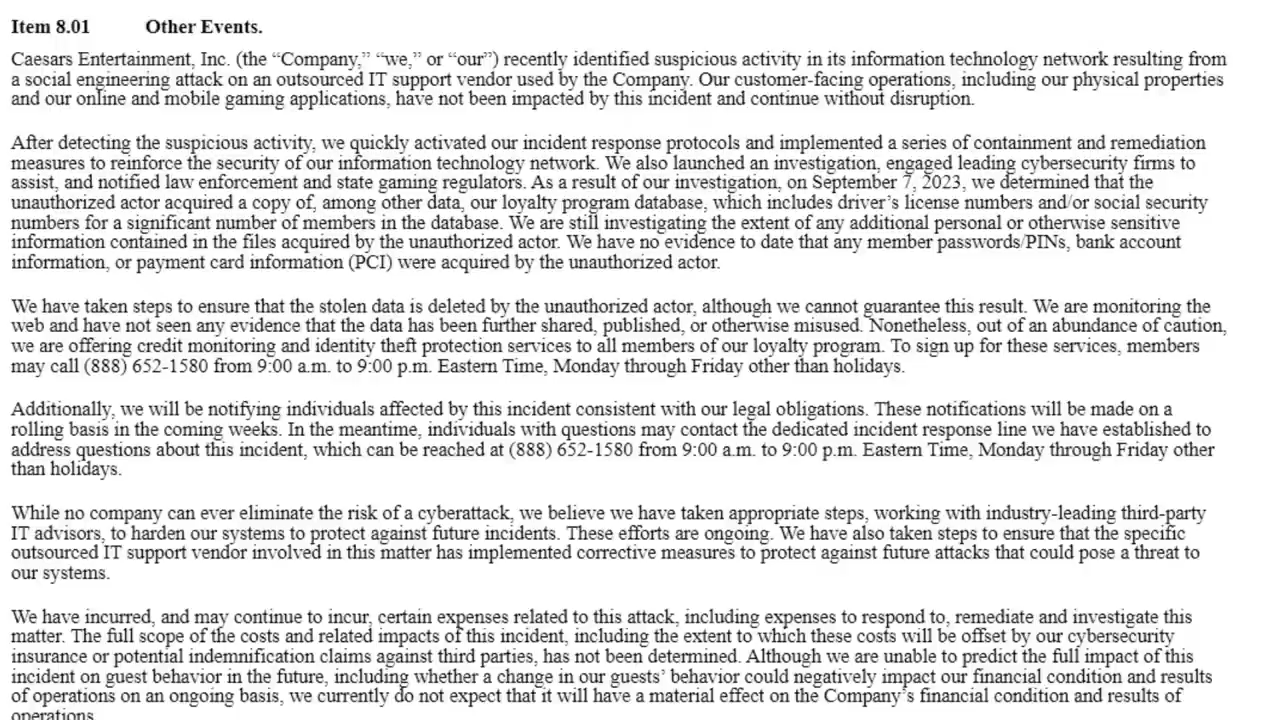 Item 8.01 Other Events.
Caesars Entertainment, Inc. (the “Company,” “we,” or “our”) recently identified suspicious activity in its information technology network resulting from
a social engineering attack on an outsourced IT support vendor used by the Company. Our customer-facing operations, including our physical properties
and our online and mobile gaming applications, have not been impacted by this incident and continue without disruption.
After detecting the suspicious activity, we quickly activated our incident response protocols and implemented a series of containment and remediation
measures to reinforce the security of our information technology network. We also launched an investigation, engaged leading cybersecurity firms to
assist, and notified law enforcement and state gaming regulators. As a result of our investigation, on September 7, 2023, we determined that the
unauthorized actor acquired a copy of, among other data, our loyalty program database, which includes driver’s license numbers and/or social security
numbers for a significant number of members in the database. We are still investigating the extent of any additional personal or otherwise sensitive
information contained in the files acquired by the unauthorized actor. We have no evidence to date that any member passwords/PINs, bank account
information, or payment card information (PCI) were acquired by the unauthorized actor.
We have taken steps to ensure that the stolen data is deleted by the unauthorized actor, although we cannot guarantee this result. We are monitoring the
web and have not seen any evidence that the data has been further shared, published, or otherwise misused. Nonetheless, out of an abundance of caution,
we are offering credit monitoring and identity theft protection services to all members of our loyalty program. To sign up for these services, members
may call (888) 652-1580 from 9:00 a.m. to 9:00 p.m. Eastern Time, Monday through Friday other than holidays.
Additionally, we will be notifying individuals affected by this incident consistent with our legal obligations. These notifications will be made on a
rolling basis in the coming weeks. In the meantime, individuals with questions may contact the dedicated incident response line we have established to
address questions about this incident, which can be reached at (888) 652-1580 from 9:00 a.m. to 9:00 p.m. Eastern Time, Monday through Friday other
than holidays.
While no company can ever eliminate the risk of a cyberattack, we believe we have taken appropriate steps, working with industry-leading third-party
IT advisors, to harden our systems to protect against future incidents. These efforts are ongoing. We have also taken steps to ensure that the specific
outsourced IT support vendor involved in this matter has implemented corrective measures to protect against future attacks that could pose a threat to
our systems.
We have incurred, and may continue to incur, certain expenses related to this attack, including expenses to respond to, remediate and investigate this
matter. The full scope of the costs and related impacts of this incident, including the extent to which these costs will be offset by our cybersecurity
insurance or potential indemnification claims against third parties, has not been determined. Although we are unable to predict the full impact of this
incident on guest behavior in the future, including whether a change in our guests’ behavior could negatively impact our financial condition and results
of operations on an ongoing basis, we currently do not expect that it will have a material effect on the Company’s financial condition and results of
operations.